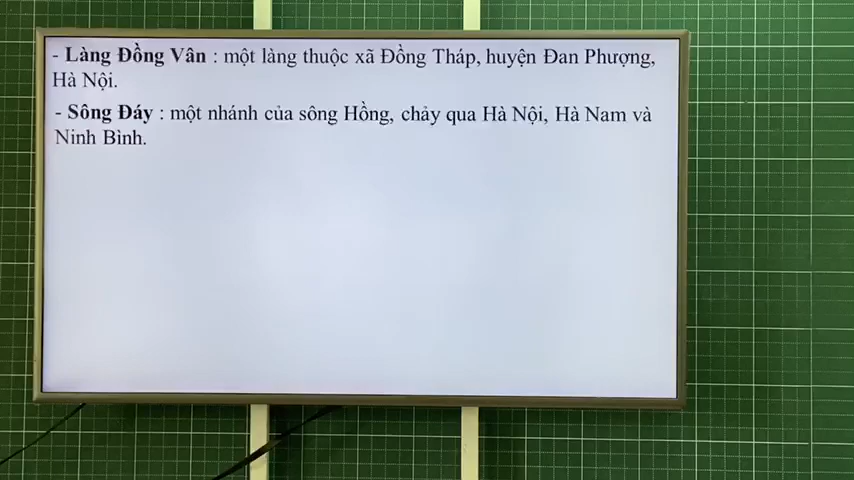 - Làng Đồng Vân : một làng thuộc xã Đồng Tháp, huyện Đan Phượng,
Hà Nội.
- Sông Đáy : một nhánh của sông Hồng, chảy qua Hà Nội, Hà Nam và
Ninh Bình.